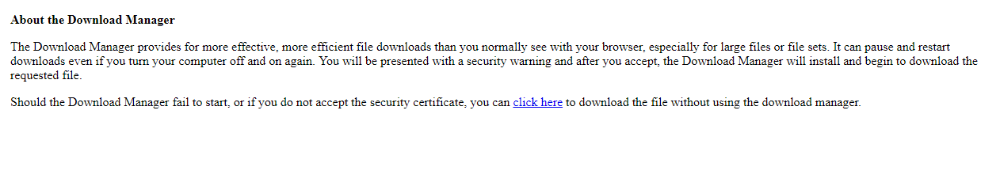 About the Download Manager
The Download Manager provides for more effective, more efficient file downloads than you normally see with your browser, especially for large files or file sets. It can pause and restart
downloads even if you turn your computer off and on again. You will be presented with a security warning and after you accept, the Download Manager will install and begin to download the
requested file.
Should the Download Manager fail to start, or if you do not accept the security certificate, you can click here to download the file without using the download manager.